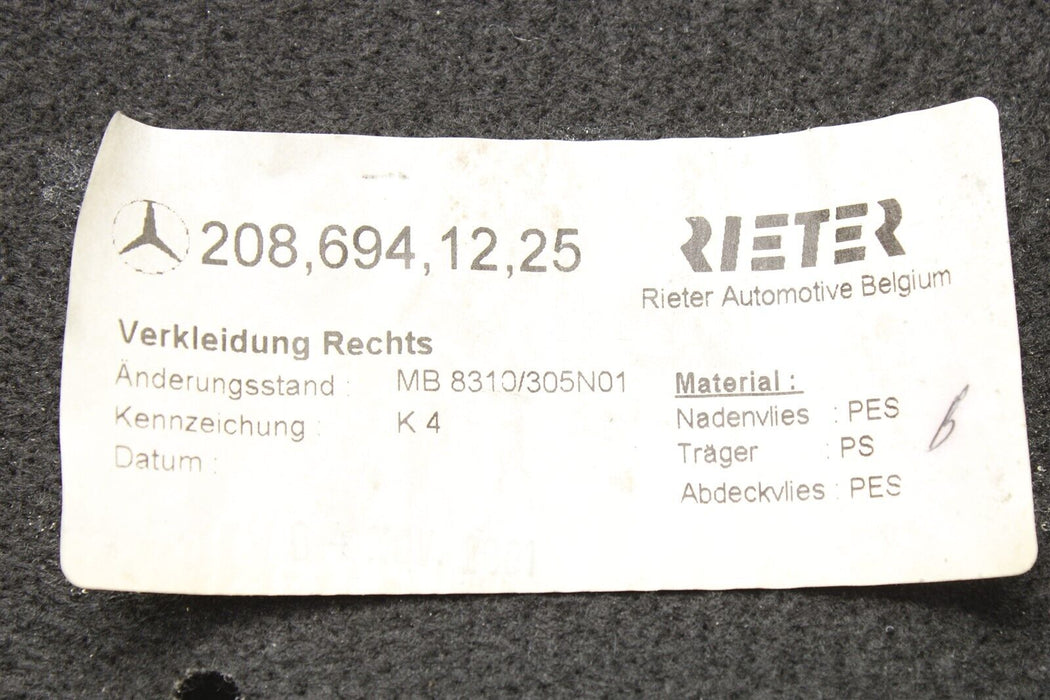 208,694,12,25
RIETER
Rieter Automotive Belgium
Verkleidung Rechts
Änderungsstand : MB 8310/305N01
Kennzeichung : K 4
Datum :
Material :
Nadenvlies : PES
Träger : PS
Abdeckvlies : PES